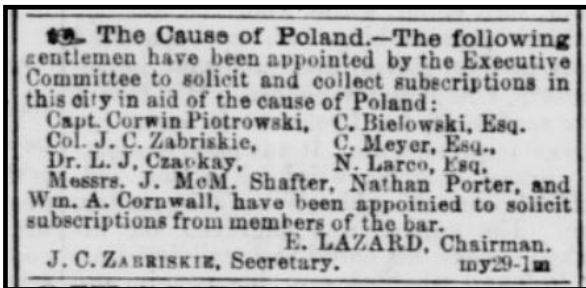 The Cause of Poland.—The following
gentlemen have been appointed by the Executive
Committee to solicit and collect subscriptions in
this city in aid of the cause of Poland:
Capt. Corwin Piotrowski, C. Bielowski, Esq.
Col. J. C. Zabriskie, C. Meyer, Esq.,
Dr. L. J. Czapkay, N. Larco, Esq.
Messrs. J. McM. Shafter, Nathan Porter, and
Wm. A. Cornwall, have been appoinied to solicit
subscriptions from members of the bar.
E. LAZARD, Chairman.
J. C. ZABRISKIE, Secretary. my29-1m